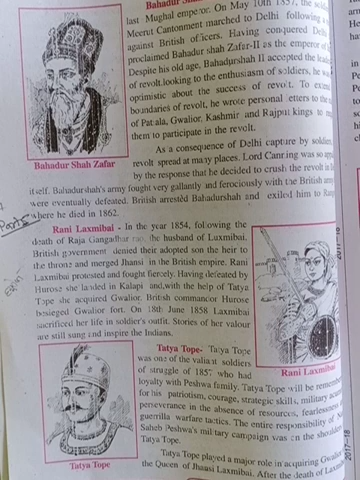 Bahadur Sha
last Mughal emperor. On May 10th 1857, the
Meerut Cantonment marched to Delhi following
against British officers. Having conquered Delhi
proclaimed Bahadur shah Zafar-II as the emperor of
Despite his old age, Bahadurshah II accepted the
of revolt.looking to the enthusiasm of soldiers, he
optimistic about the success of revolt. To
boundaries of revolt, he wrote personal letters to the
of Patiala, Gwalior, Kashmir and Rajput kings to
them to participate in the revolt.
Bahadur Shah Zafar
As a consequence of Delhi capture by
revolt spread at many places. Lord Canring was so
by the response that he decided to crush the revolt in
itself. Bahadurshah's army fought very gallantly and ferociously with the British
were eventually defeated. British arrested Bahadurshah and exiled him to
where he died in 1862.
Rani Laxmibai - In the year 1854, following the
death of Raja Gangadhar rao, the husband of Luxmibai,
British government denied their adopted son the heir to
the throne and merged Jhansi in the British empire. Rani
Laxmibai protested and fought fiercely. Having defeated by
Hurose she landed in Kalapi and,with the help of Tatya
Tope she acquired Gwalior. British commancor Hurose
besieged Gwalior fort. On 18th June 1858 Laxmibai
sacrificed her life in soldier's outfit. Stories of her valour
are still sung and inspire the Indians.
Rani Laxmibai
Tatya Tope- Tatya Tope
was one of the valiant soldiers
of struggle of 1857 who had
loyalty with Peshwa family. Tatya Tope will be
for his patriotism, courage, strategic skills, military
perseverance in the absence of resources,
guerrilla warfare tactics. The entire responsibility of
Saheb Peshwa's military campaign was on the
Tatya Tope.
Tatya Tope
Tatya Tope played a major role in acquiring
the Queen of Jhansi Laxmibai. After the death of
2017-18